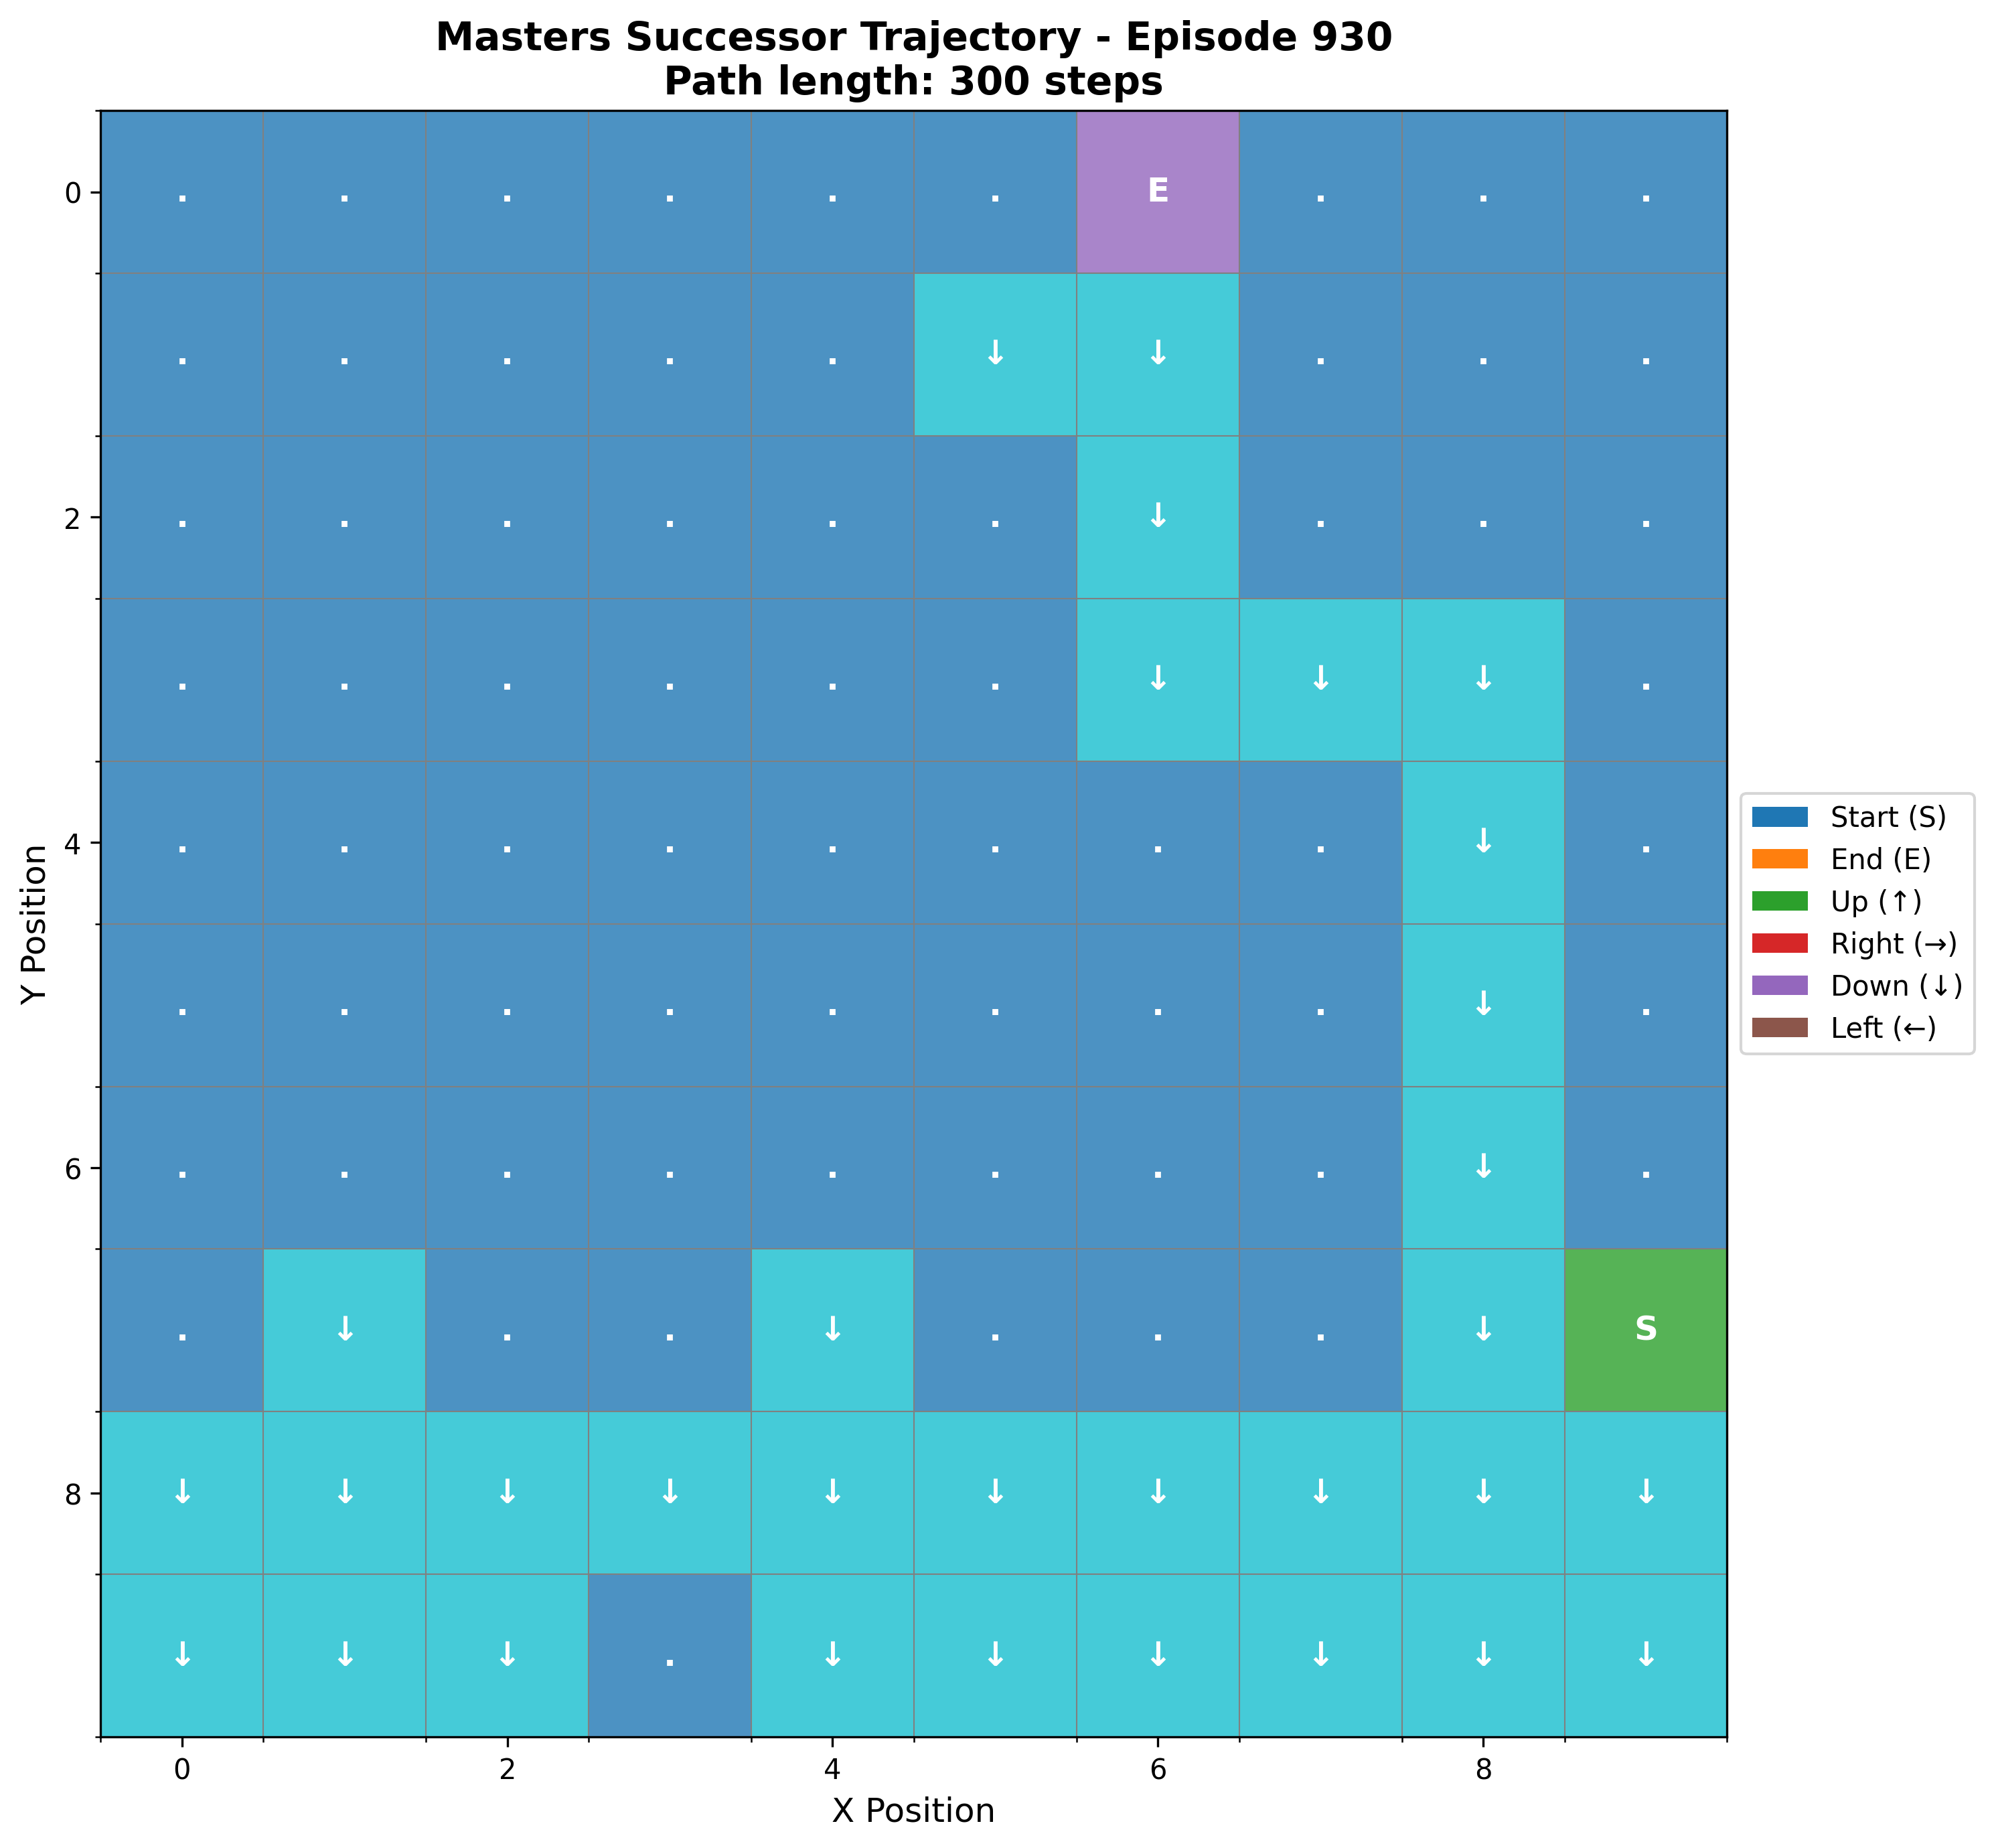 Masters Successor Trajectory - Episode 930
Path length: 300 steps
0 . . . . . . E . . .
. . . . . ↓ ↓ . . .
2 . . . . . . ↓ . . .
. . . . . . ↓ ↓ ↓ .
4 . . . . . . . . ↓ .
. . . . . . . . ↓ .
6 . . . . . . . . ↓ .
. ↓ . . ↓ . . . ↓ S
8 ↓ ↓ ↓ ↓ ↓ ↓ ↓ ↓ ↓ ↓
↓ ↓ ↓ . ↓ ↓ ↓ ↓ ↓ ↓
0 2 4 6 8
X Position
Y Position
Start (S)
End (E)
Up (↑)
Right (→)
Down (↓)
Left (←)